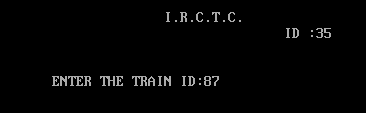 I.R.C.T.C.
ID :35
ENTER THE TRAIN ID:87